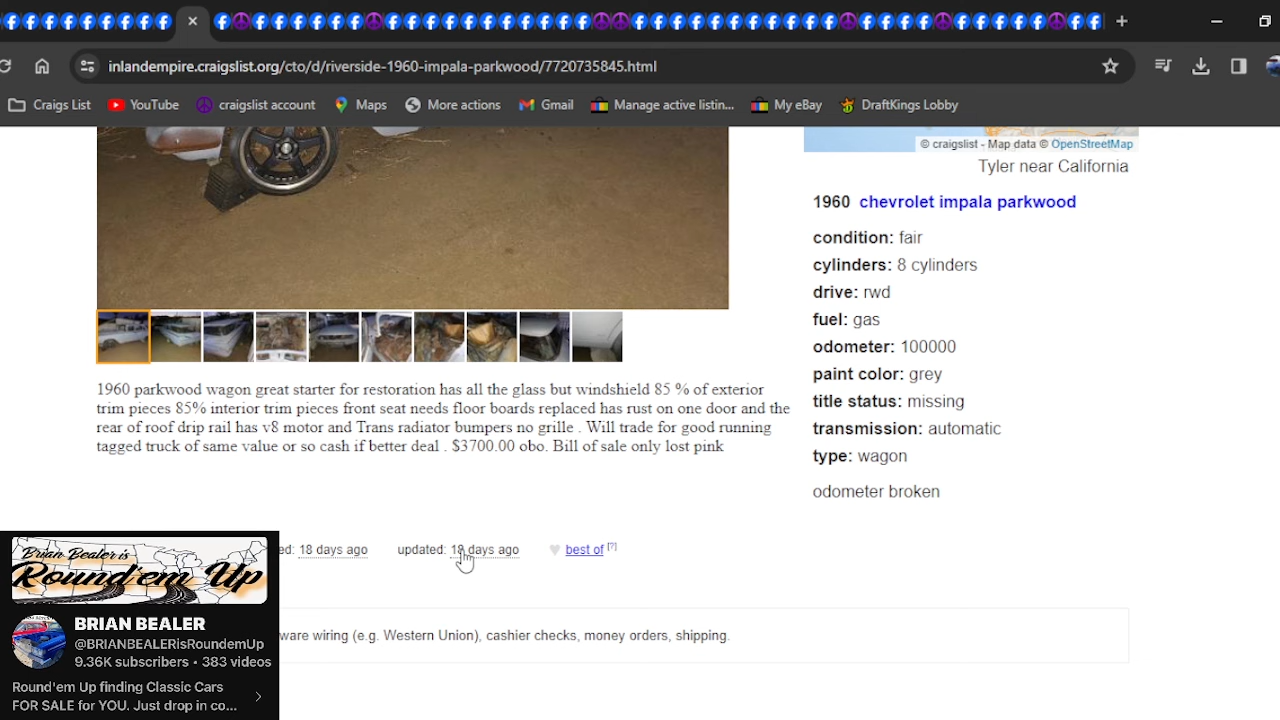 inlandempire.craigslist.org/cto/d/riverside-1960-impala-parkwood/7720735845.html
Craigs List
YouTube
craigslist account
Maps
More actions
Gmail
Manage active listin...
My eBay
DraftKings Lobby
© craigslist - Map data © OpenStreetMap
Tyler near California
1960 chevrolet impala parkwood
condition: fair
cylinders: 8 cylinders
drive: rwd
fuel: gas
odometer: 100000
paint color: grey
title status: missing
transmission: automatic
type: wagon
odometer broken
1960 parkwood wagon great starter for restoration has all the glass but windshield 85 % of exterior
trim pieces 85% interior trim pieces front seat needs floor boards replaced has rust on one door and the
rear of roof drip rail has v8 motor and Trans radiator bumpers no grille . Will trade for good running
tagged truck of same value or so cash if better deal . $3700.00 obo. Bill of sale only lost pink
ed: 18 days ago
updated: 18 days ago
best of [?]
ware wiring (e.g. Western Union), cashier checks, money orders, shipping.
Brian Bealer is
Round'em Up
BRIAN BEALER
@BRIANBEALERisRoundemUp
9.36K subscribers • 383 videos
Round'em Up finding Classic Cars
FOR SALE for YOU. Just drop in co...